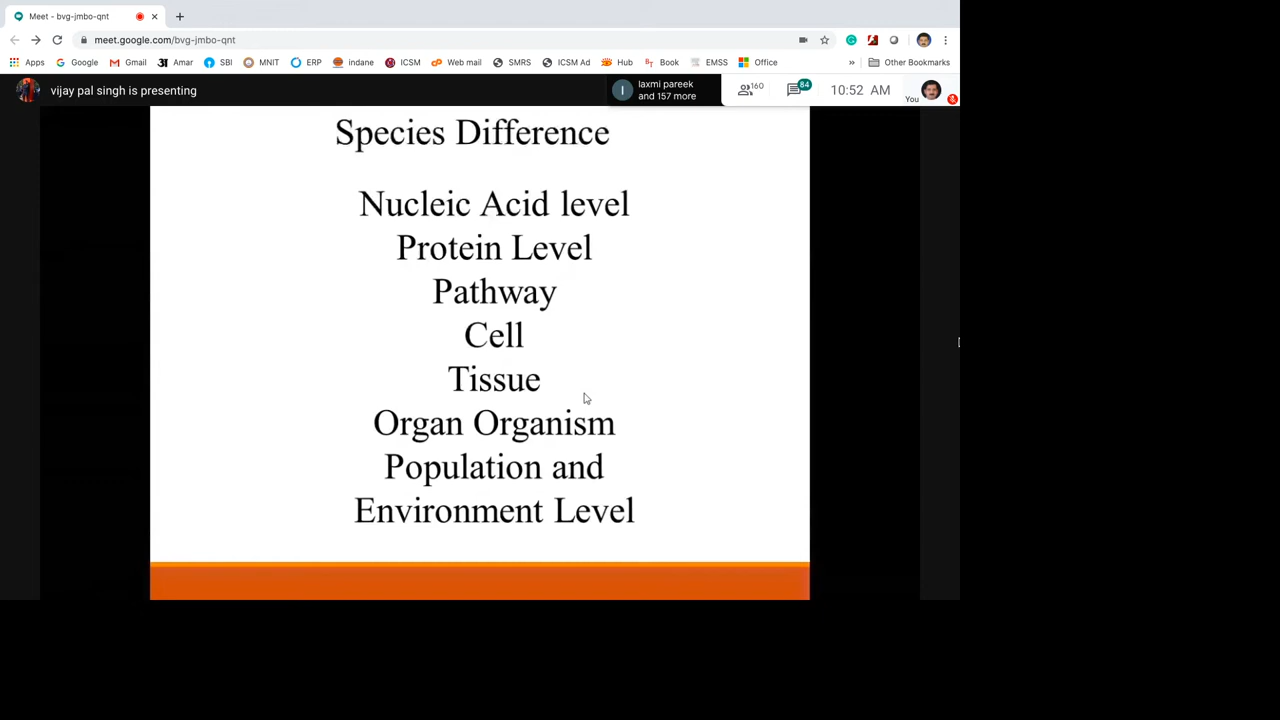 Meet - bvg-jmbo-qnt
meet.google.com/bvg-jmbo-qnt
Apps Google Gmail Amar SBI MNIT ERP indane ICSM Web mail SMRS ICSM Ad Hub Book EMSS Office » Other Bookmarks
vijay pal singh is presenting
l laxmi pareek
and 157 more
160
84
10:52 AM
You
Species Difference
Nucleic Acid level
Protein Level
Pathway
Cell
Tissue
Organ Organism
Population and
Environment Level